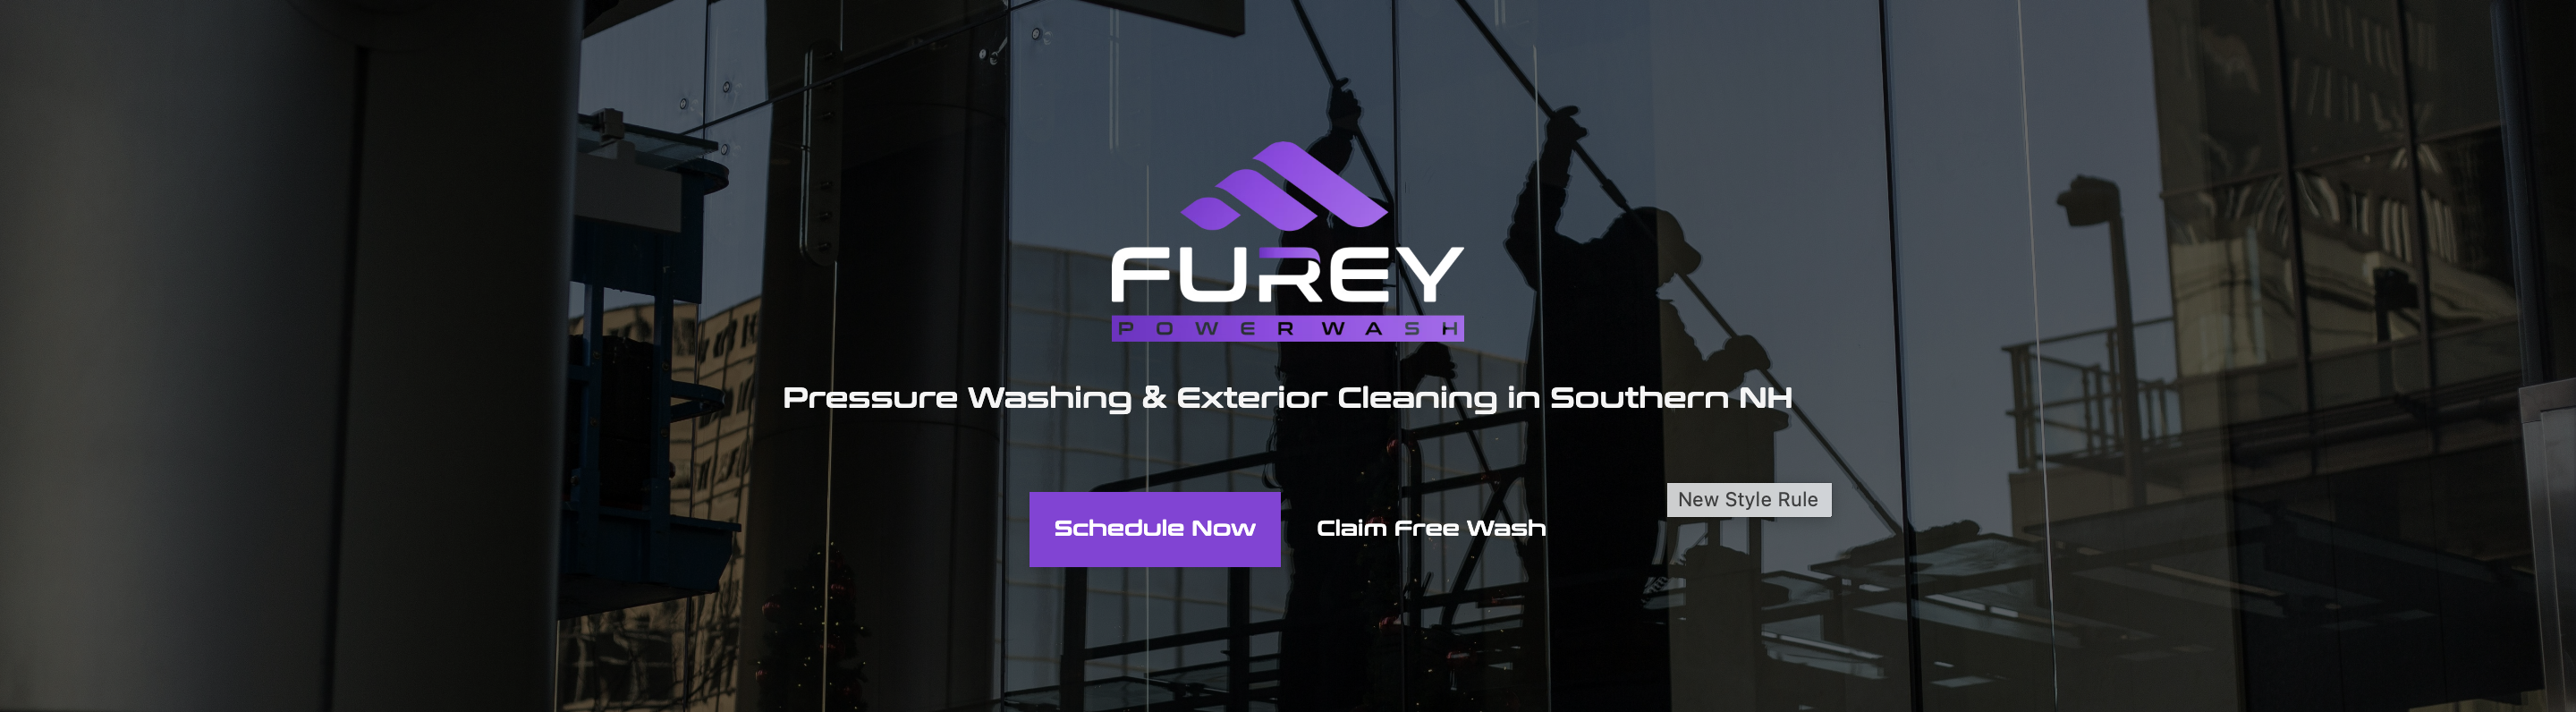 FUREY
POWERWASH
Pressure Washing & Exterior Cleaning in Southern NH
Schedule Now
Claim Free Wash
New Style Rule